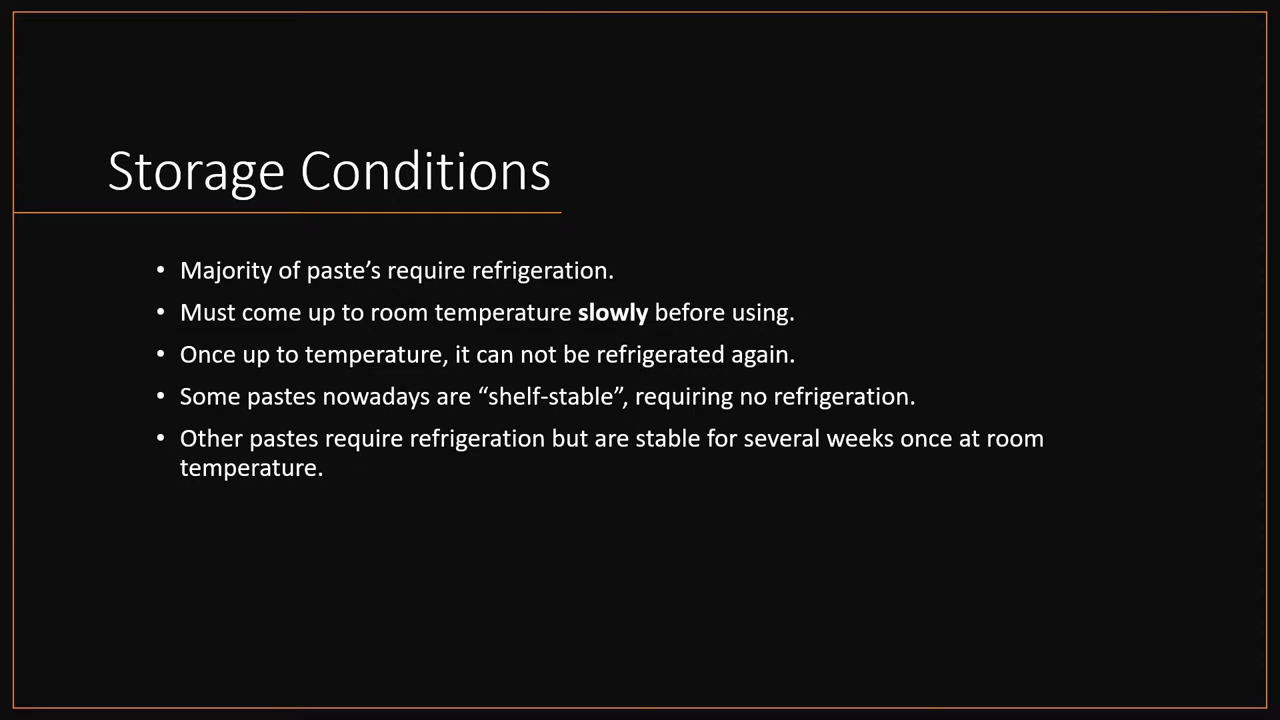 Storage Conditions
• Majority of paste’s require refrigeration.
• Must come up to room temperature slowly before using.
• Once up to temperature, it can not be refrigerated again.
• Some pastes nowadays are “shelf-stable”, requiring no refrigeration.
• Other pastes require refrigeration but are stable for several weeks once at room
temperature.